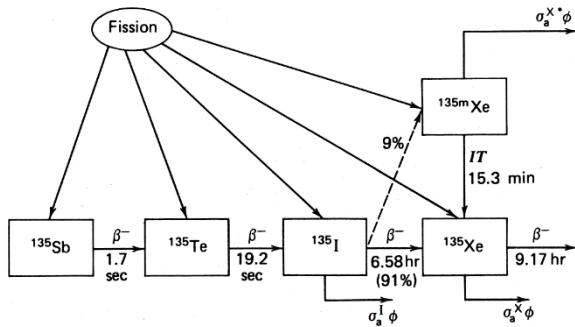 Fission
σₐˣ*ϕ
¹³⁵ᵐXe
9%
IT
15.3 min
¹³⁵Sb
β⁻
1.7
sec
¹³⁵Te
β⁻
19.2
sec
¹³⁵I
β⁻
6.58 hr
(91%)
¹³⁵Xe
β⁻
9.17 hr
σₐᴵ ϕ
σₐˣϕ